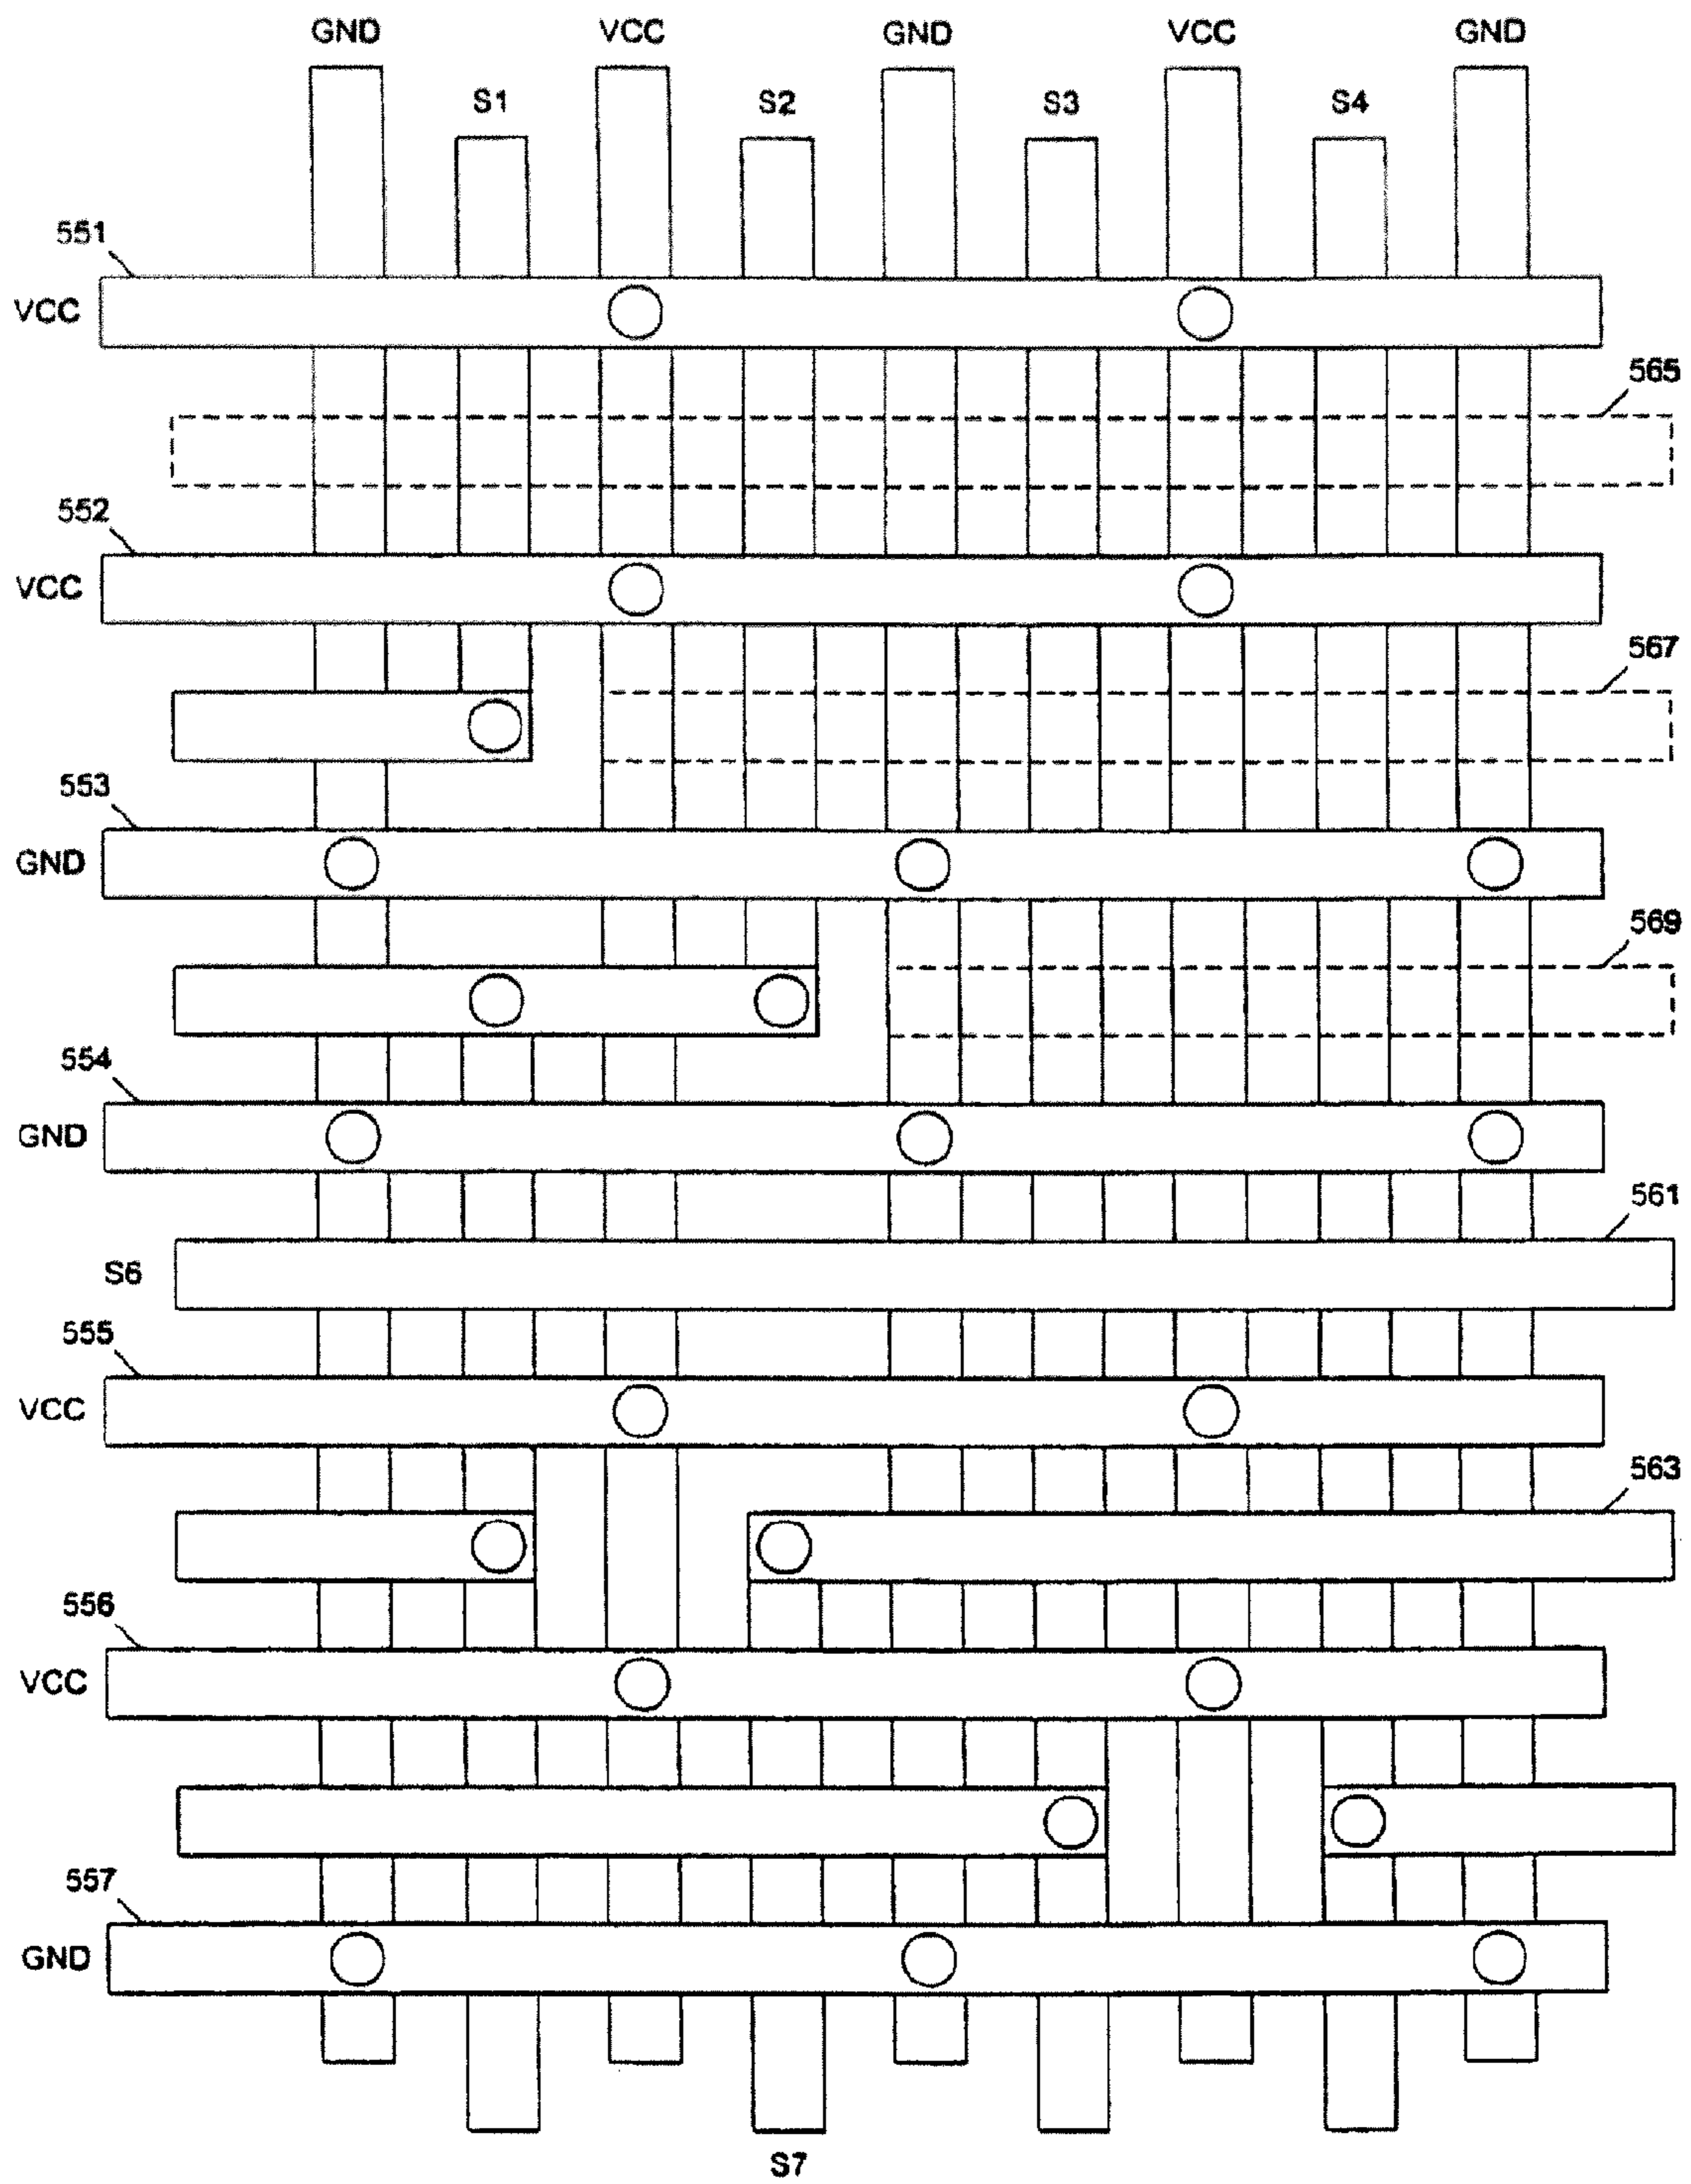 GND VCC GND VCC GND
S1 S2 S3 S4
551
VCC
565
552
VCC
567
553
GND
569
554
GND
561
S6
555
VCC
563
556
VCC
557
GND
S7